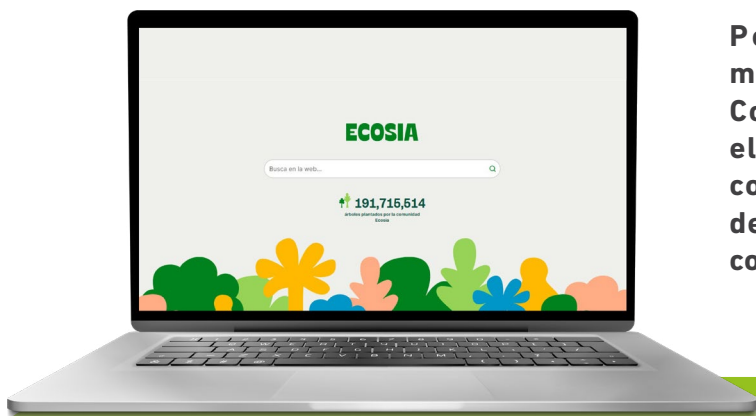 ECOSIA
Busca en la web...
191,715,514
árboles plantados por la comunidad
Ecosia
Po
m
Co
el
co
de
co